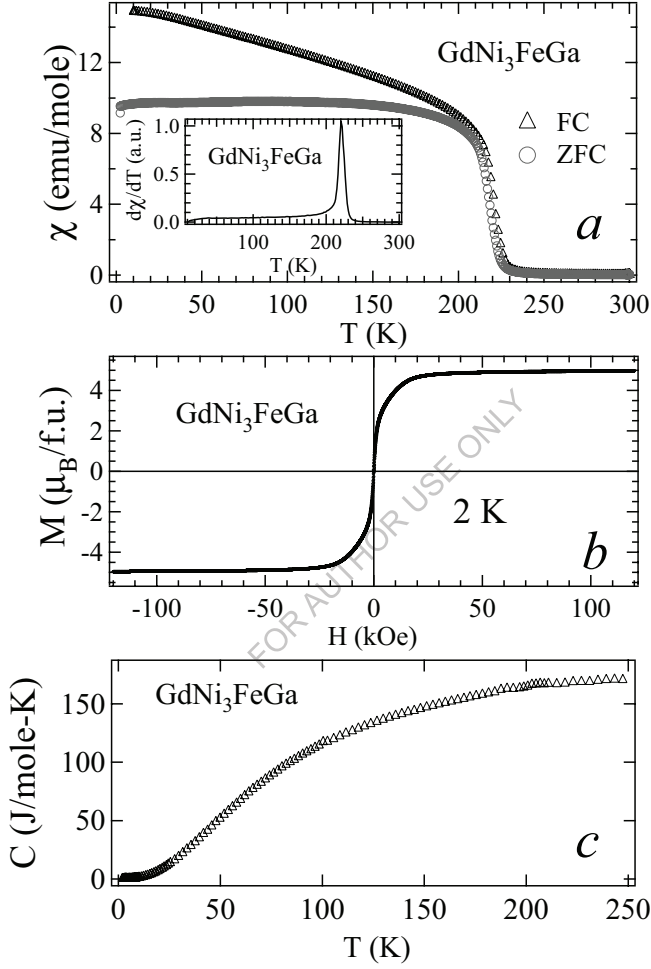 16
12
8
4
0
χ (emu/mole)
GdNi₃FeGa
FC
ZFC
1.0
0.5
0.0
dχ/dT (a.u.)
GdNi₃FeGa
100
200
300
T (K)
a
0
50
100
150
200
250
300
T (K)
4
2
0
-2
-4
M (μB/f.u.)
GdNi₃FeGa
2 K
b
-100
-50
0
50
100
H (kOe)
FOR AUTHOR USE ONLY
150
100
50
0
C (J/mole-K)
GdNi₃FeGa
c
0
50
100
150
200
250
T (K)